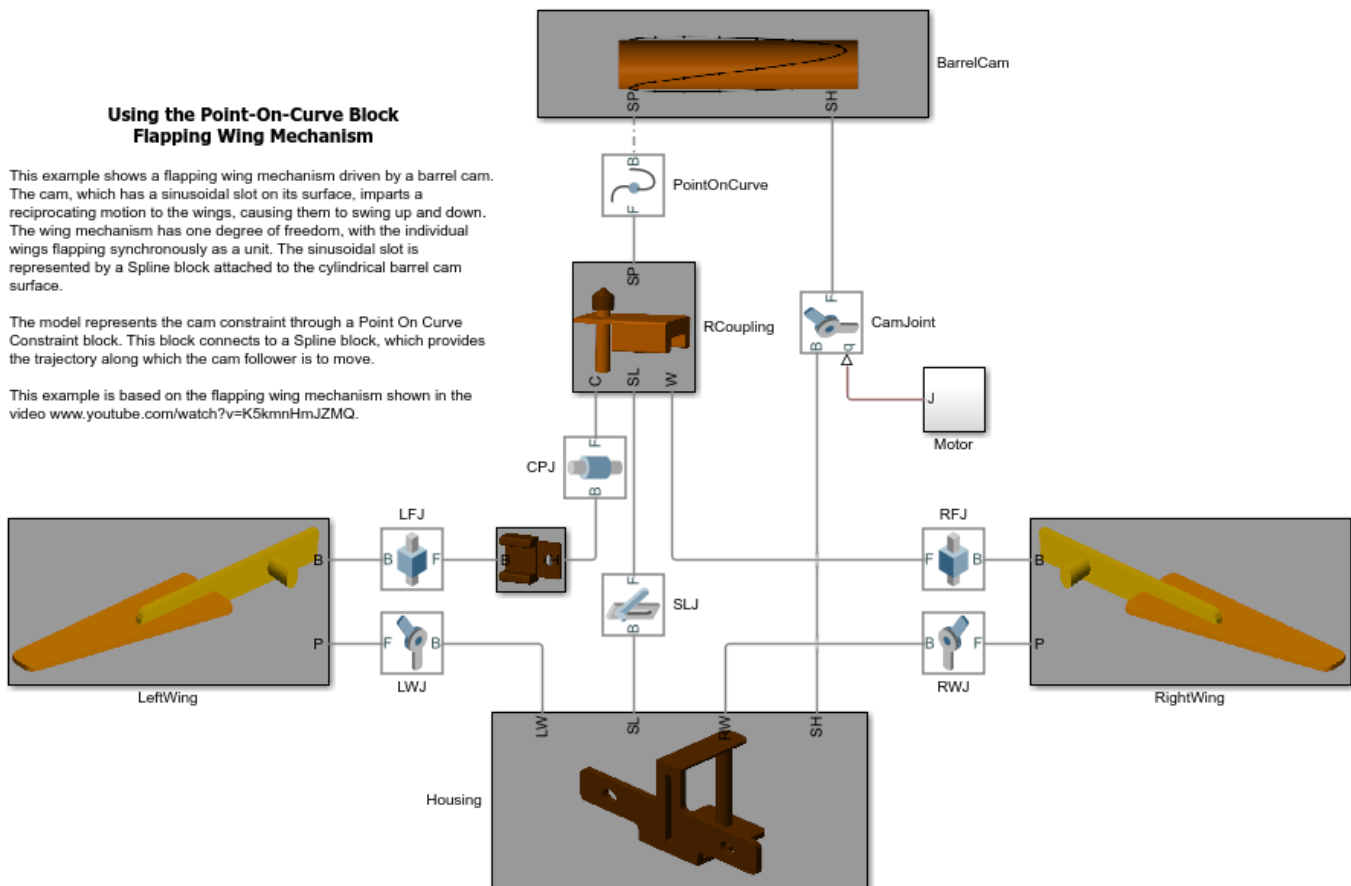 BarrelCam
SP
SH
Using the Point-On-Curve Block
Flapping Wing Mechanism
This example shows a flapping wing mechanism driven by a barrel cam.
The cam, which has a sinusoidal slot on its surface, imparts a
reciprocating motion to the wings, causing them to swing up and down.
The wing mechanism has one degree of freedom, with the individual
wings flapping synchronously as a unit. The sinusoidal slot is
represented by a Spline block attached to the cylindrical barrel cam
surface.
The model represents the cam constraint through a Point On Curve
Constraint block. This block connects to a Spline block, which provides
the trajectory along which the cam follower is to move.
This example is based on the flapping wing mechanism shown in the
video www.youtube.com/watch?v=K5kmnHmJZMQ.
B
PointOnCurve
F
SP
RCoupling
C
SL
W
F
CamJoint
B
q
J
Motor
F
CPJ
B
LFJ
B
B
F
B
H
LWJ
P
F
B
LeftWing
F
SLJ
B
RFJ
F
B
B
B
F
P
RWJ
RightWing
LW
SL
RW
SH
Housing